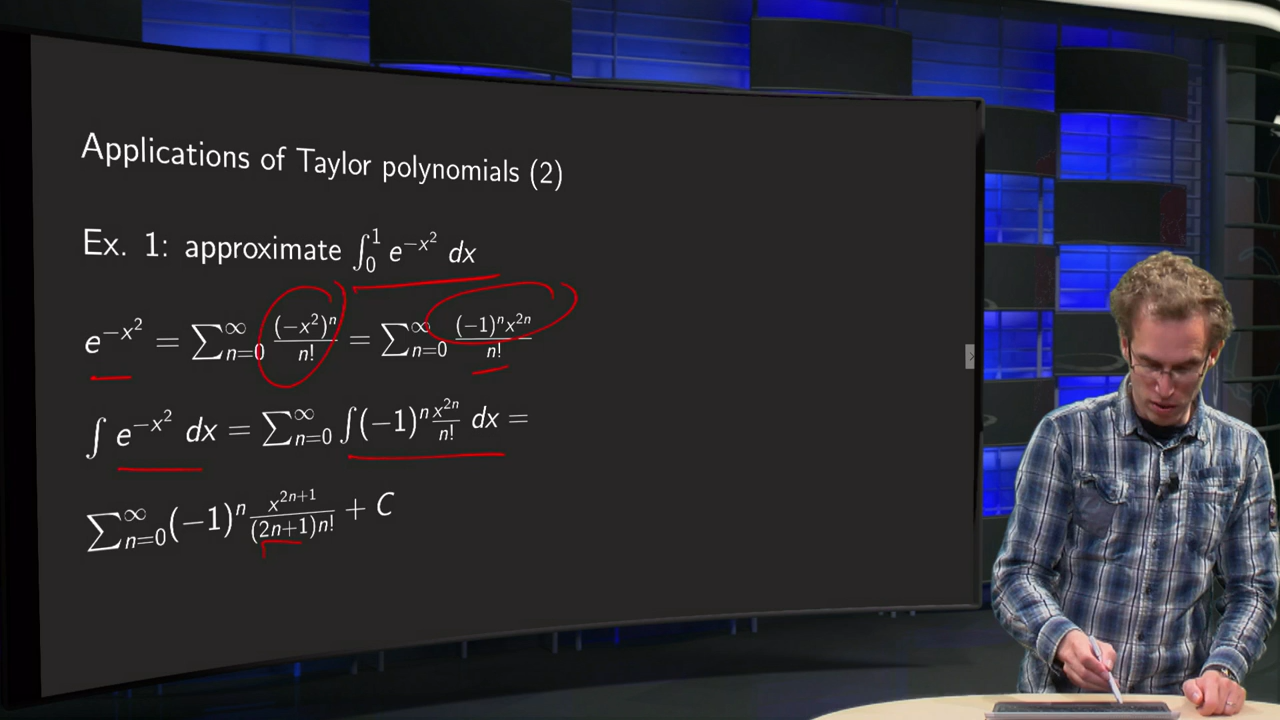 Applications of Taylor polynomials (2)
Ex. 1: approximate ∫₀¹ e^{-x²} dx
e^{-x²} = ∑_{n=0}^{∞} (-x²)ⁿ/n! = ∑_{n=0}^{∞} (-1)ⁿx^{2n}/n!
∫ e^{-x²} dx = ∑_{n=0}^{∞} ∫(-1)ⁿ x^{2n}/n! dx =
∑_{n=0}^{∞}(-1)ⁿ x^{2n+1}/((2n+1)n!) + C